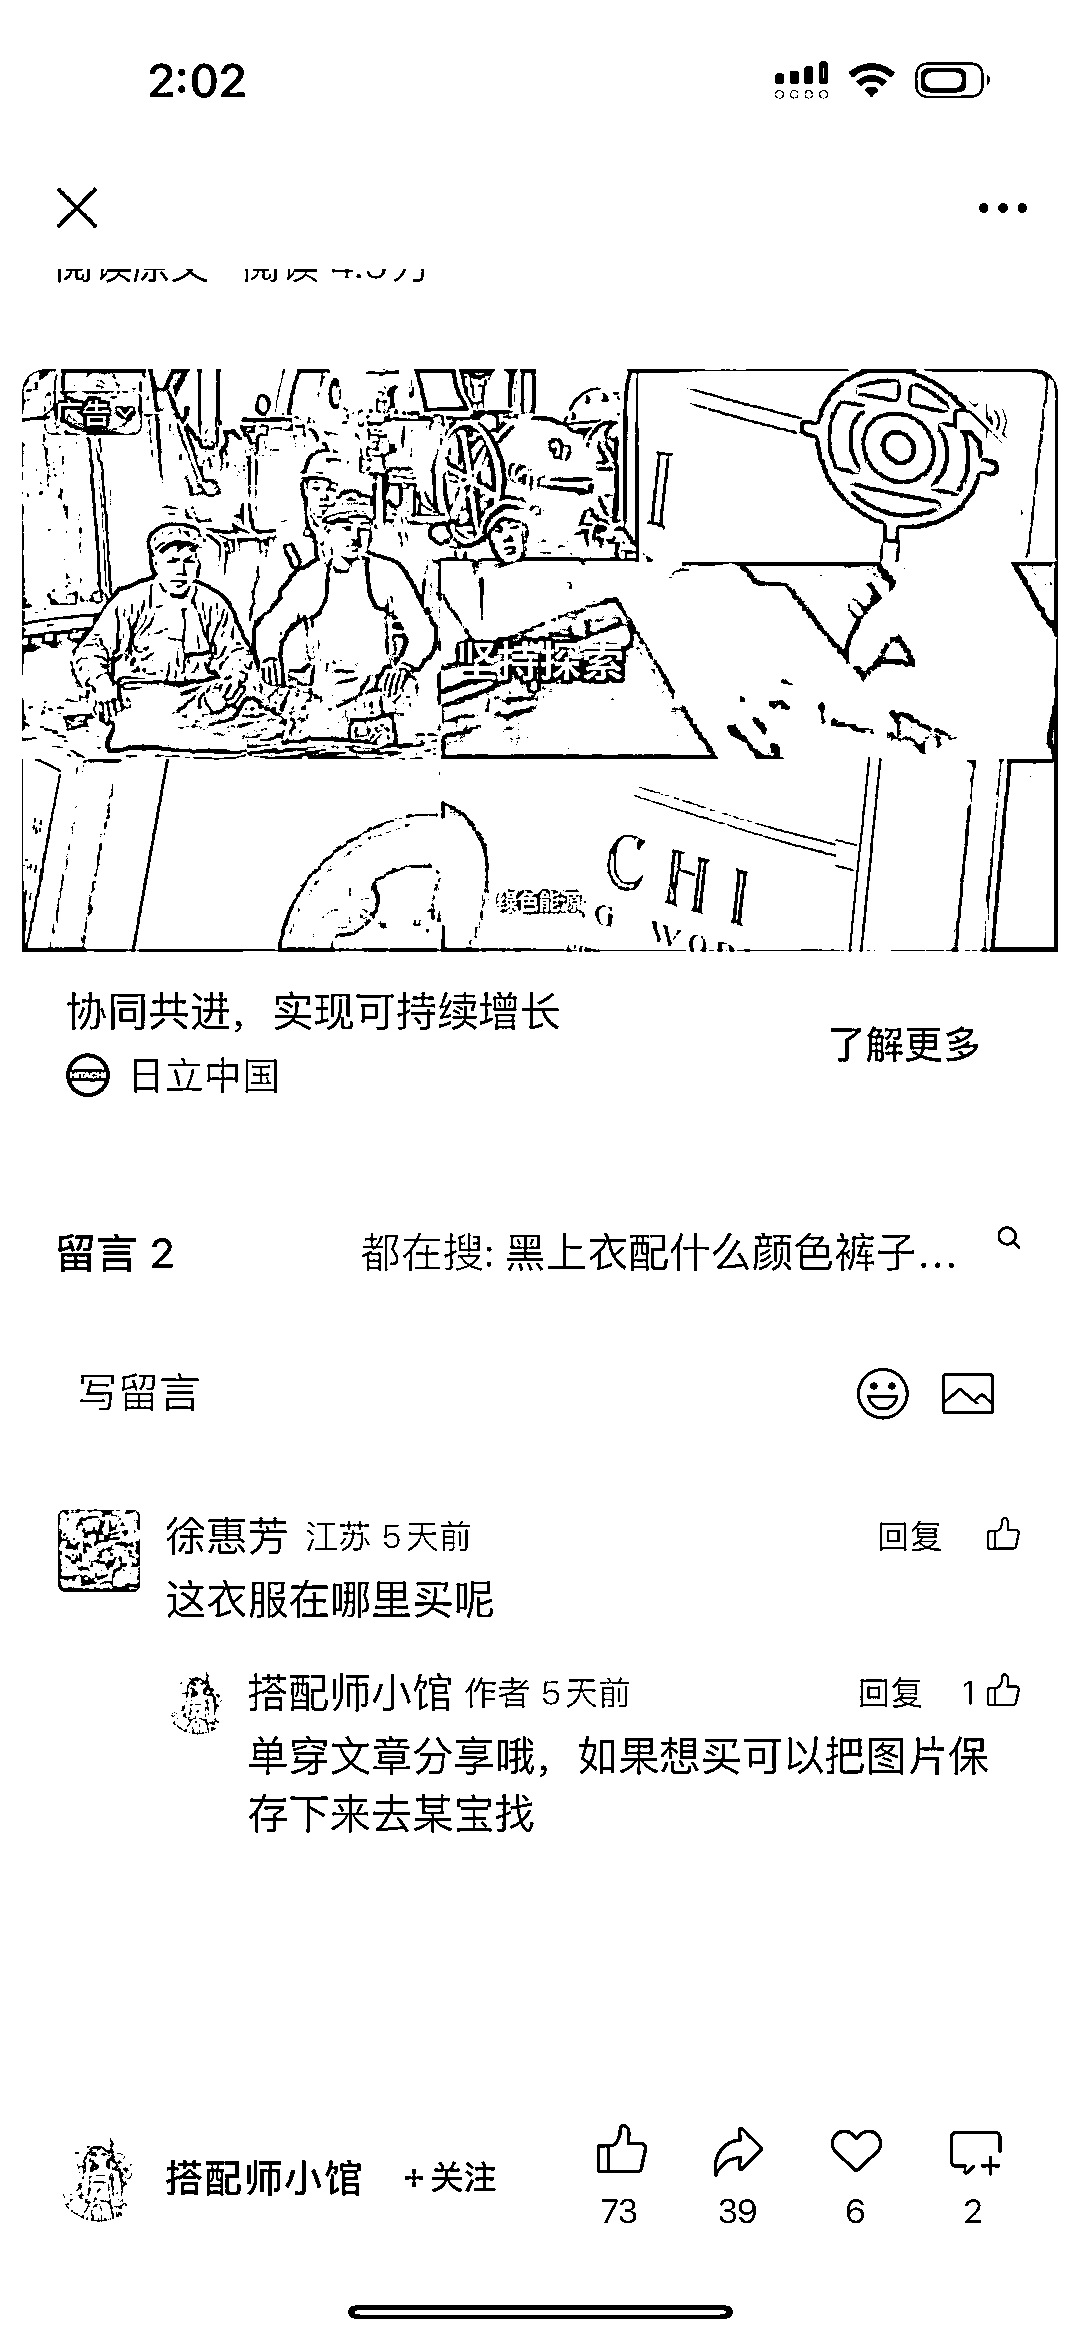 2:02
阅读原文 阅读 4.3万
广告
坚持探索
绿色能源
CHI
G WOR
协同共进，实现可持续增长
了解更多
HITACHI 日立中国
留言 2 都在搜: 黑上衣配什么颜色裤子...
写留言
徐惠芳 江苏 5天前 回复
这衣服在哪里买呢
搭配师小馆 作者 5天前 回复 1
单穿文章分享哦，如果想买可以把图片保
存下来去某宝找
搭配师小馆 +关注
73 39 6 2